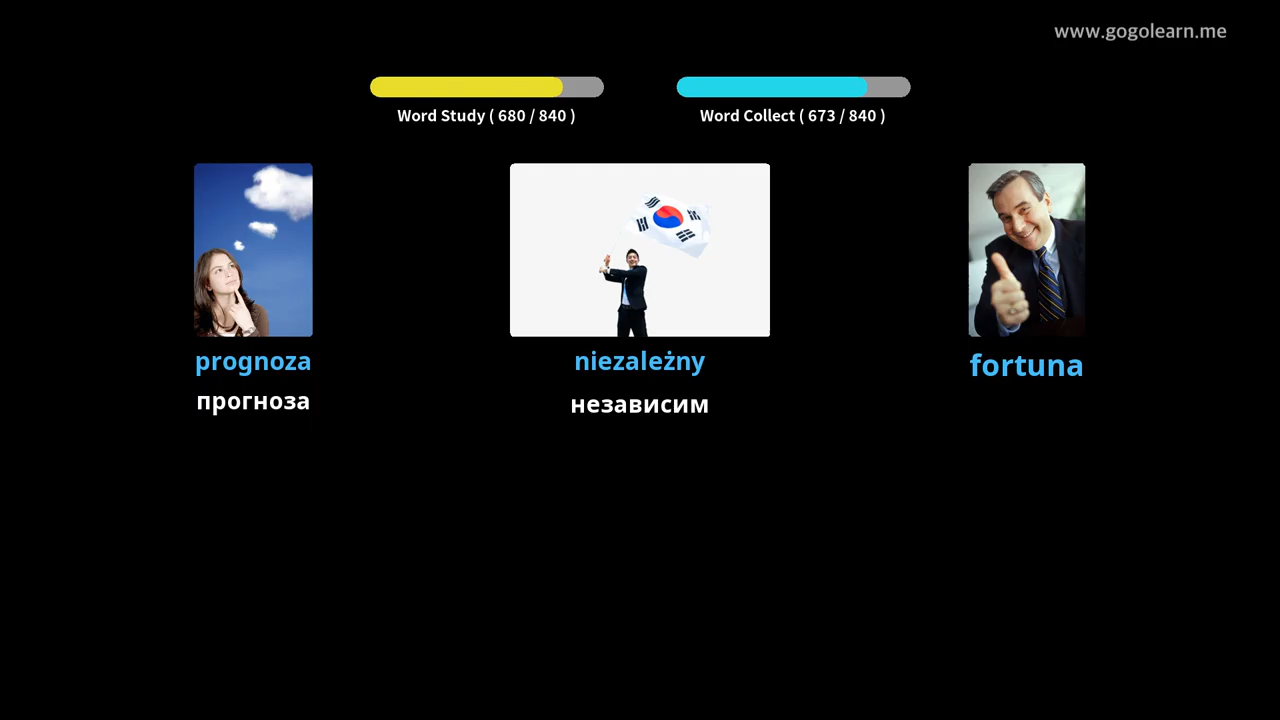 www.gogolearn.me
Word Study ( 680 / 840 )
Word Collect ( 673 / 840 )
prognoza
niezależny
fortuna
прогноза
независим